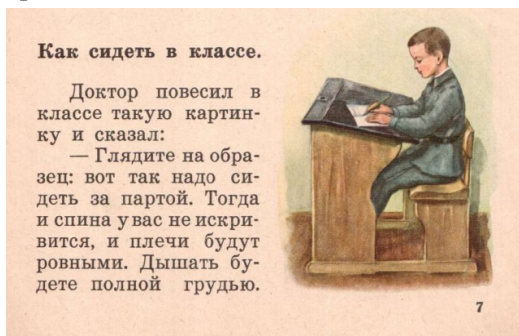 Как сидеть в классе.
Доктор повесил в
классе такую картин-
ку и сказал:
— Глядите на обра-
зец: вот так надо си-
деть за партой. Тогда
и спина у вас не искри-
вится, и плечи будут
ровными. Дышать бу-
дете полной грудью.
7